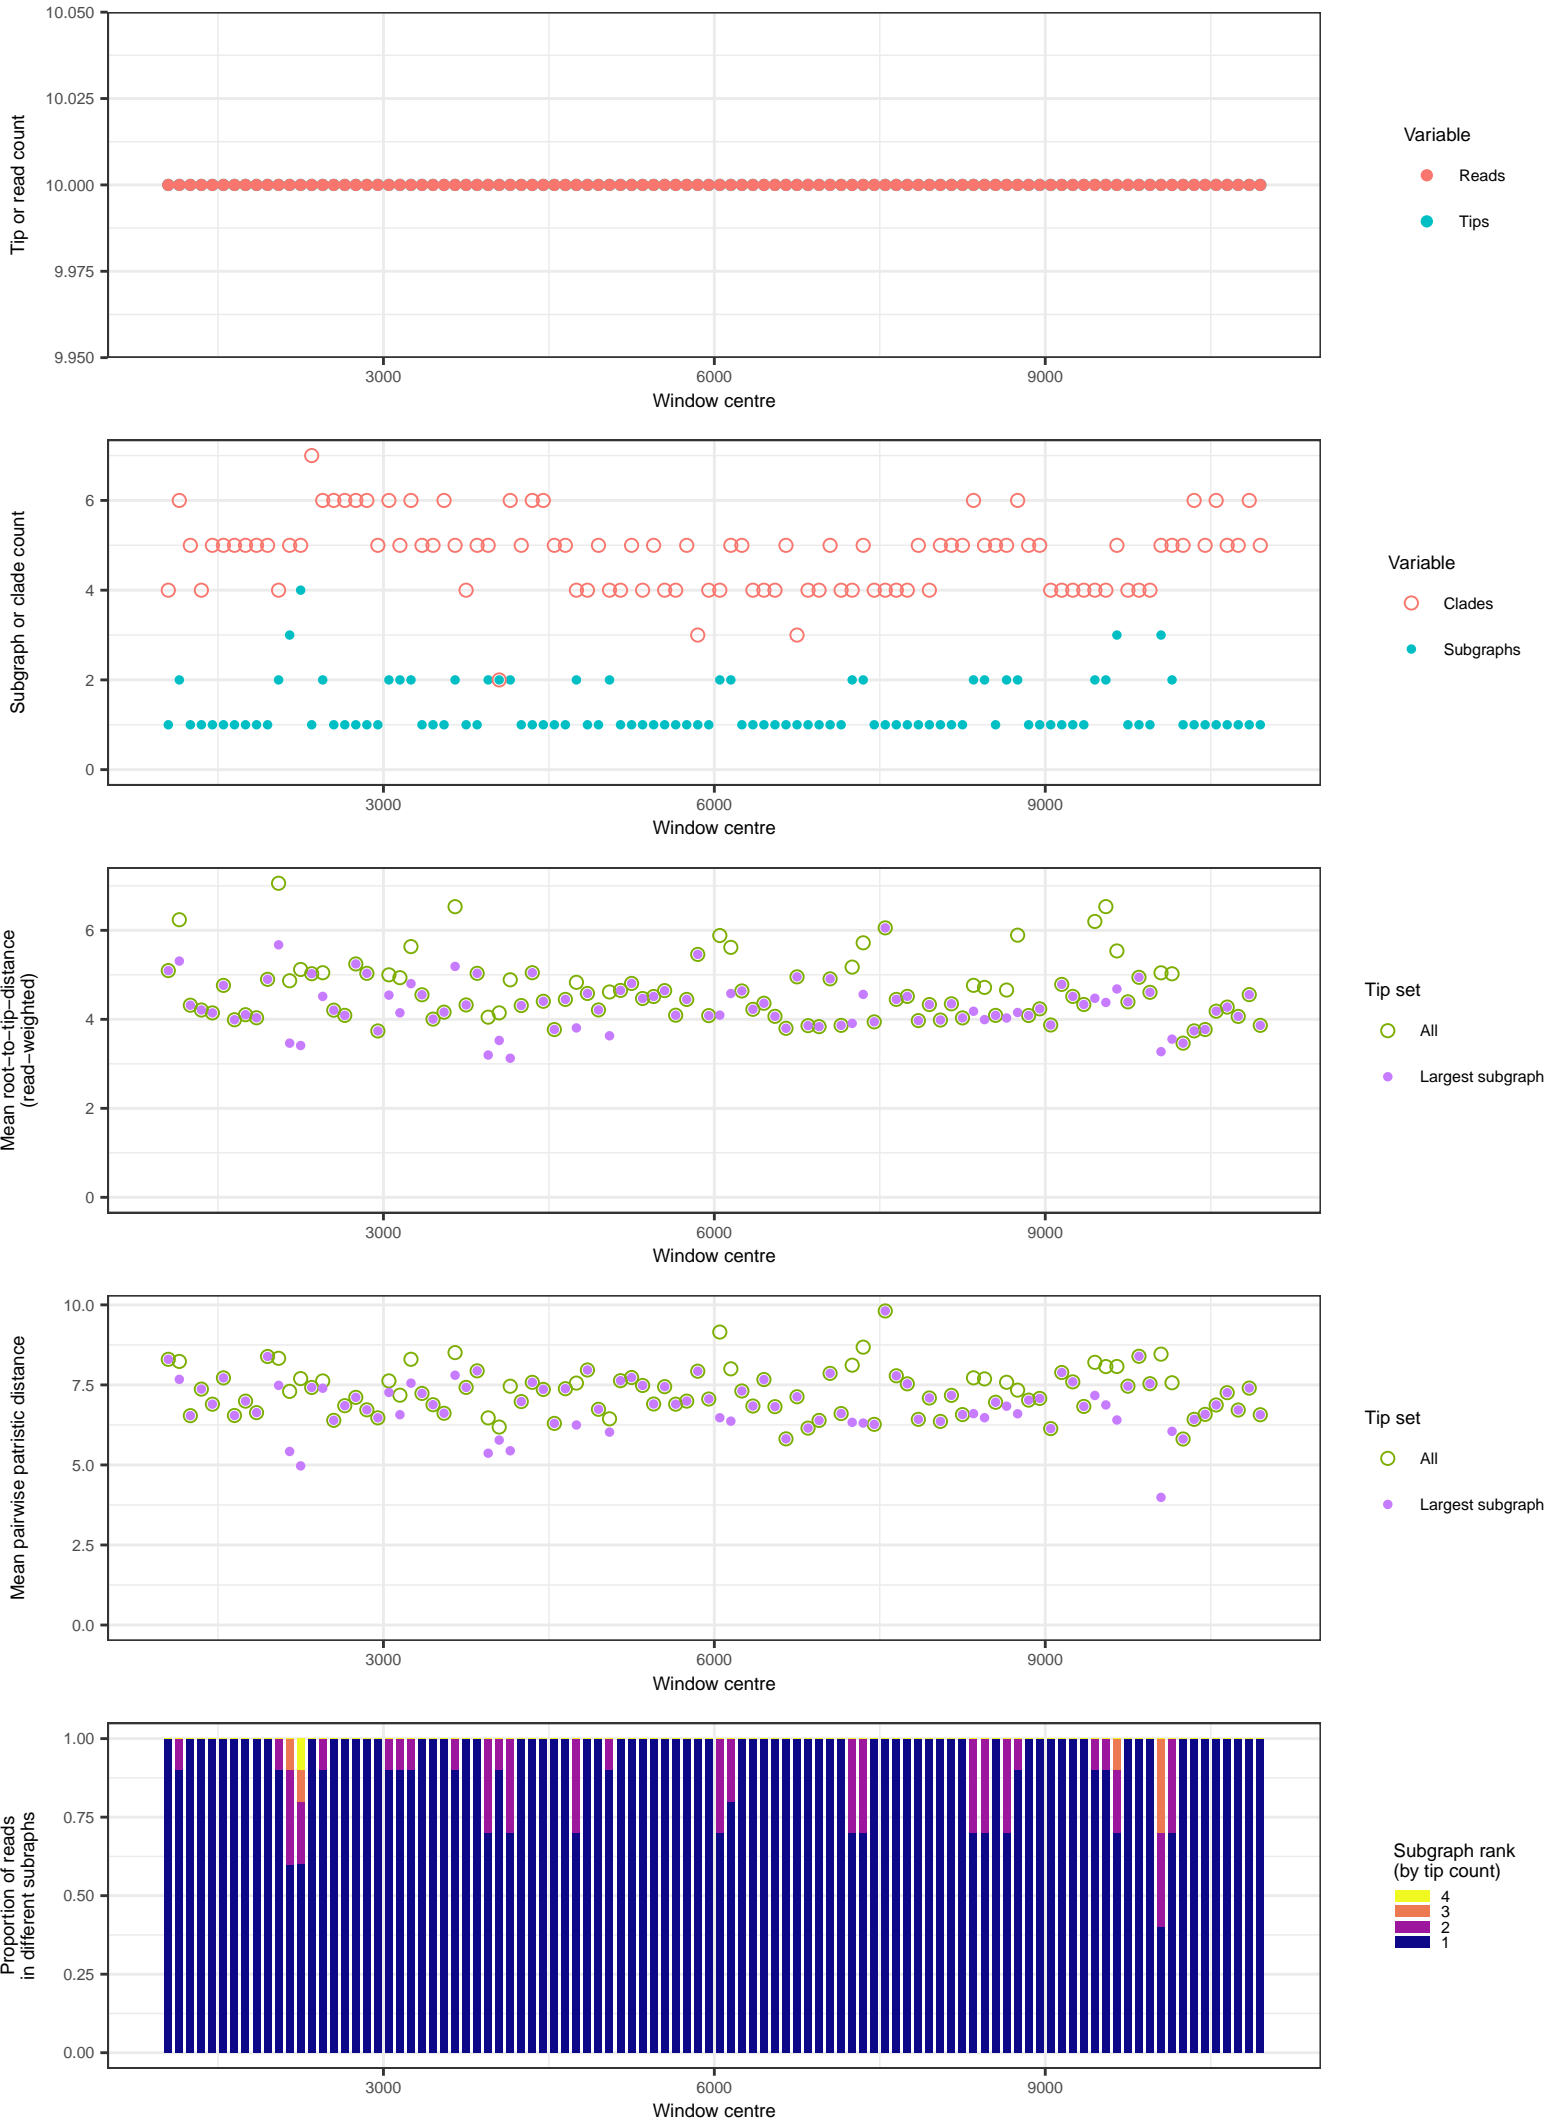 10.050
10.025
10.000
9.975
9.950
Tip or read count
3000 6000 9000
Window centre
Variable
Reads
Tips
6
4
2
0
Subgraph or clade count
3000 6000 9000
Window centre
Variable
Clades
Subgraphs
6
4
2
0
Mean root−to−tip−distance
(read−weighted)
3000 6000 9000
Window centre
Tip set
All
Largest subgraph
10.0
7.5
5.0
2.5
0.0
Mean pairwise patristic distance
3000 6000 9000
Window centre
Tip set
All
Largest subgraph
1.00
0.75
0.50
0.25
0.00
Proportion of reads
in different subraphs
3000 6000 9000
Window centre
Subgraph rank
(by tip count)
4
3
2
1